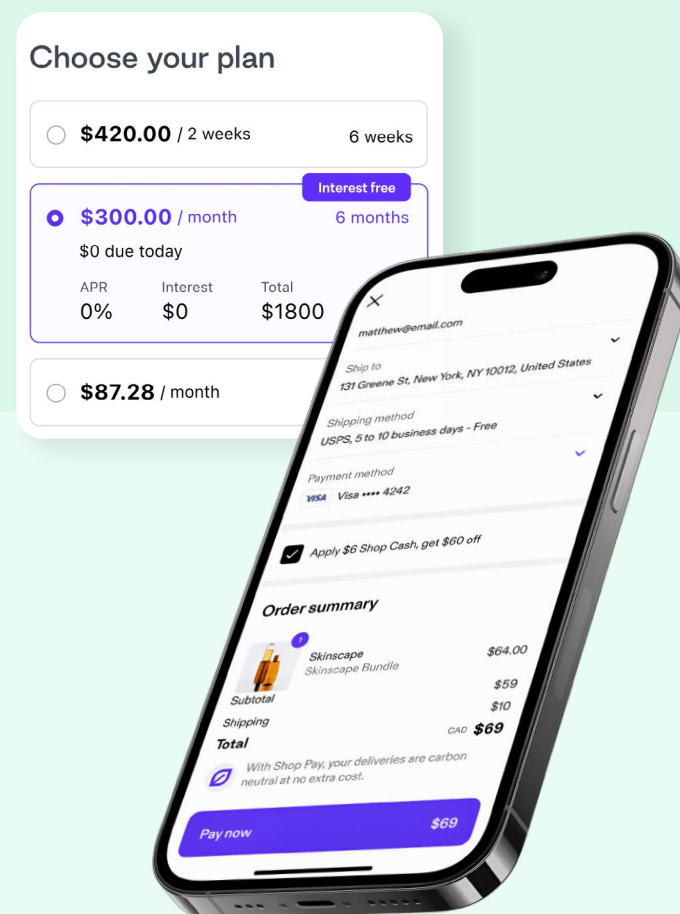 Choose your plan
$420.00 / 2 weeks 6 weeks
Interest free
$300.00 / month 6 months
$0 due today
APR Interest Total
0% $0 $1800
$87.28 / month
matthew@email.com
Ship to
131 Greene St, New York, NY 10012, United States
Shipping method
USPS, 5 to 10 business days - Free
Payment method
VISA Visa •••• 4242
Apply $6 Shop Cash, get $60 off
Order summary
1
Skinscape $64.00
Skinscape Bundle
Subtotal $59
Shipping $10
Total CAD $69
With Shop Pay, your deliveries are carbon
neutral at no extra cost.
Pay now $69